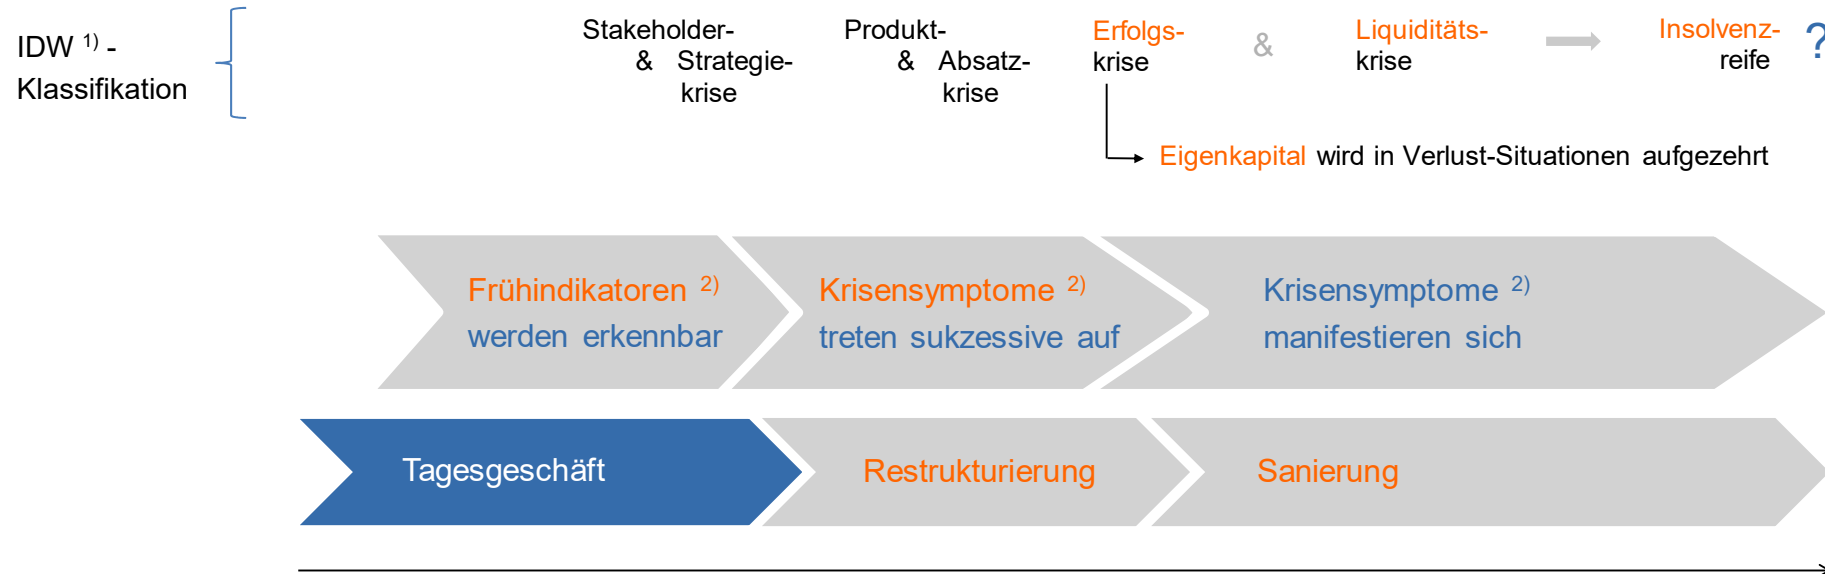 IDW 1) -
Klassifikation
Stakeholder-
& Strategie-
krise
Produkt-
& Absatz-
krise
Erfolgs-
krise
&
Liquiditäts-
krise
Insolvenz-
reife
?
Eigenkapital wird in Verlust-Situationen aufgezehrt
Frühindikatoren 2)
werden erkennbar
Krisensymptome 2)
treten sukzessive auf
Krisensymptome 2)
manifestieren sich
Tagesgeschäft
Restrukturierung
Sanierung